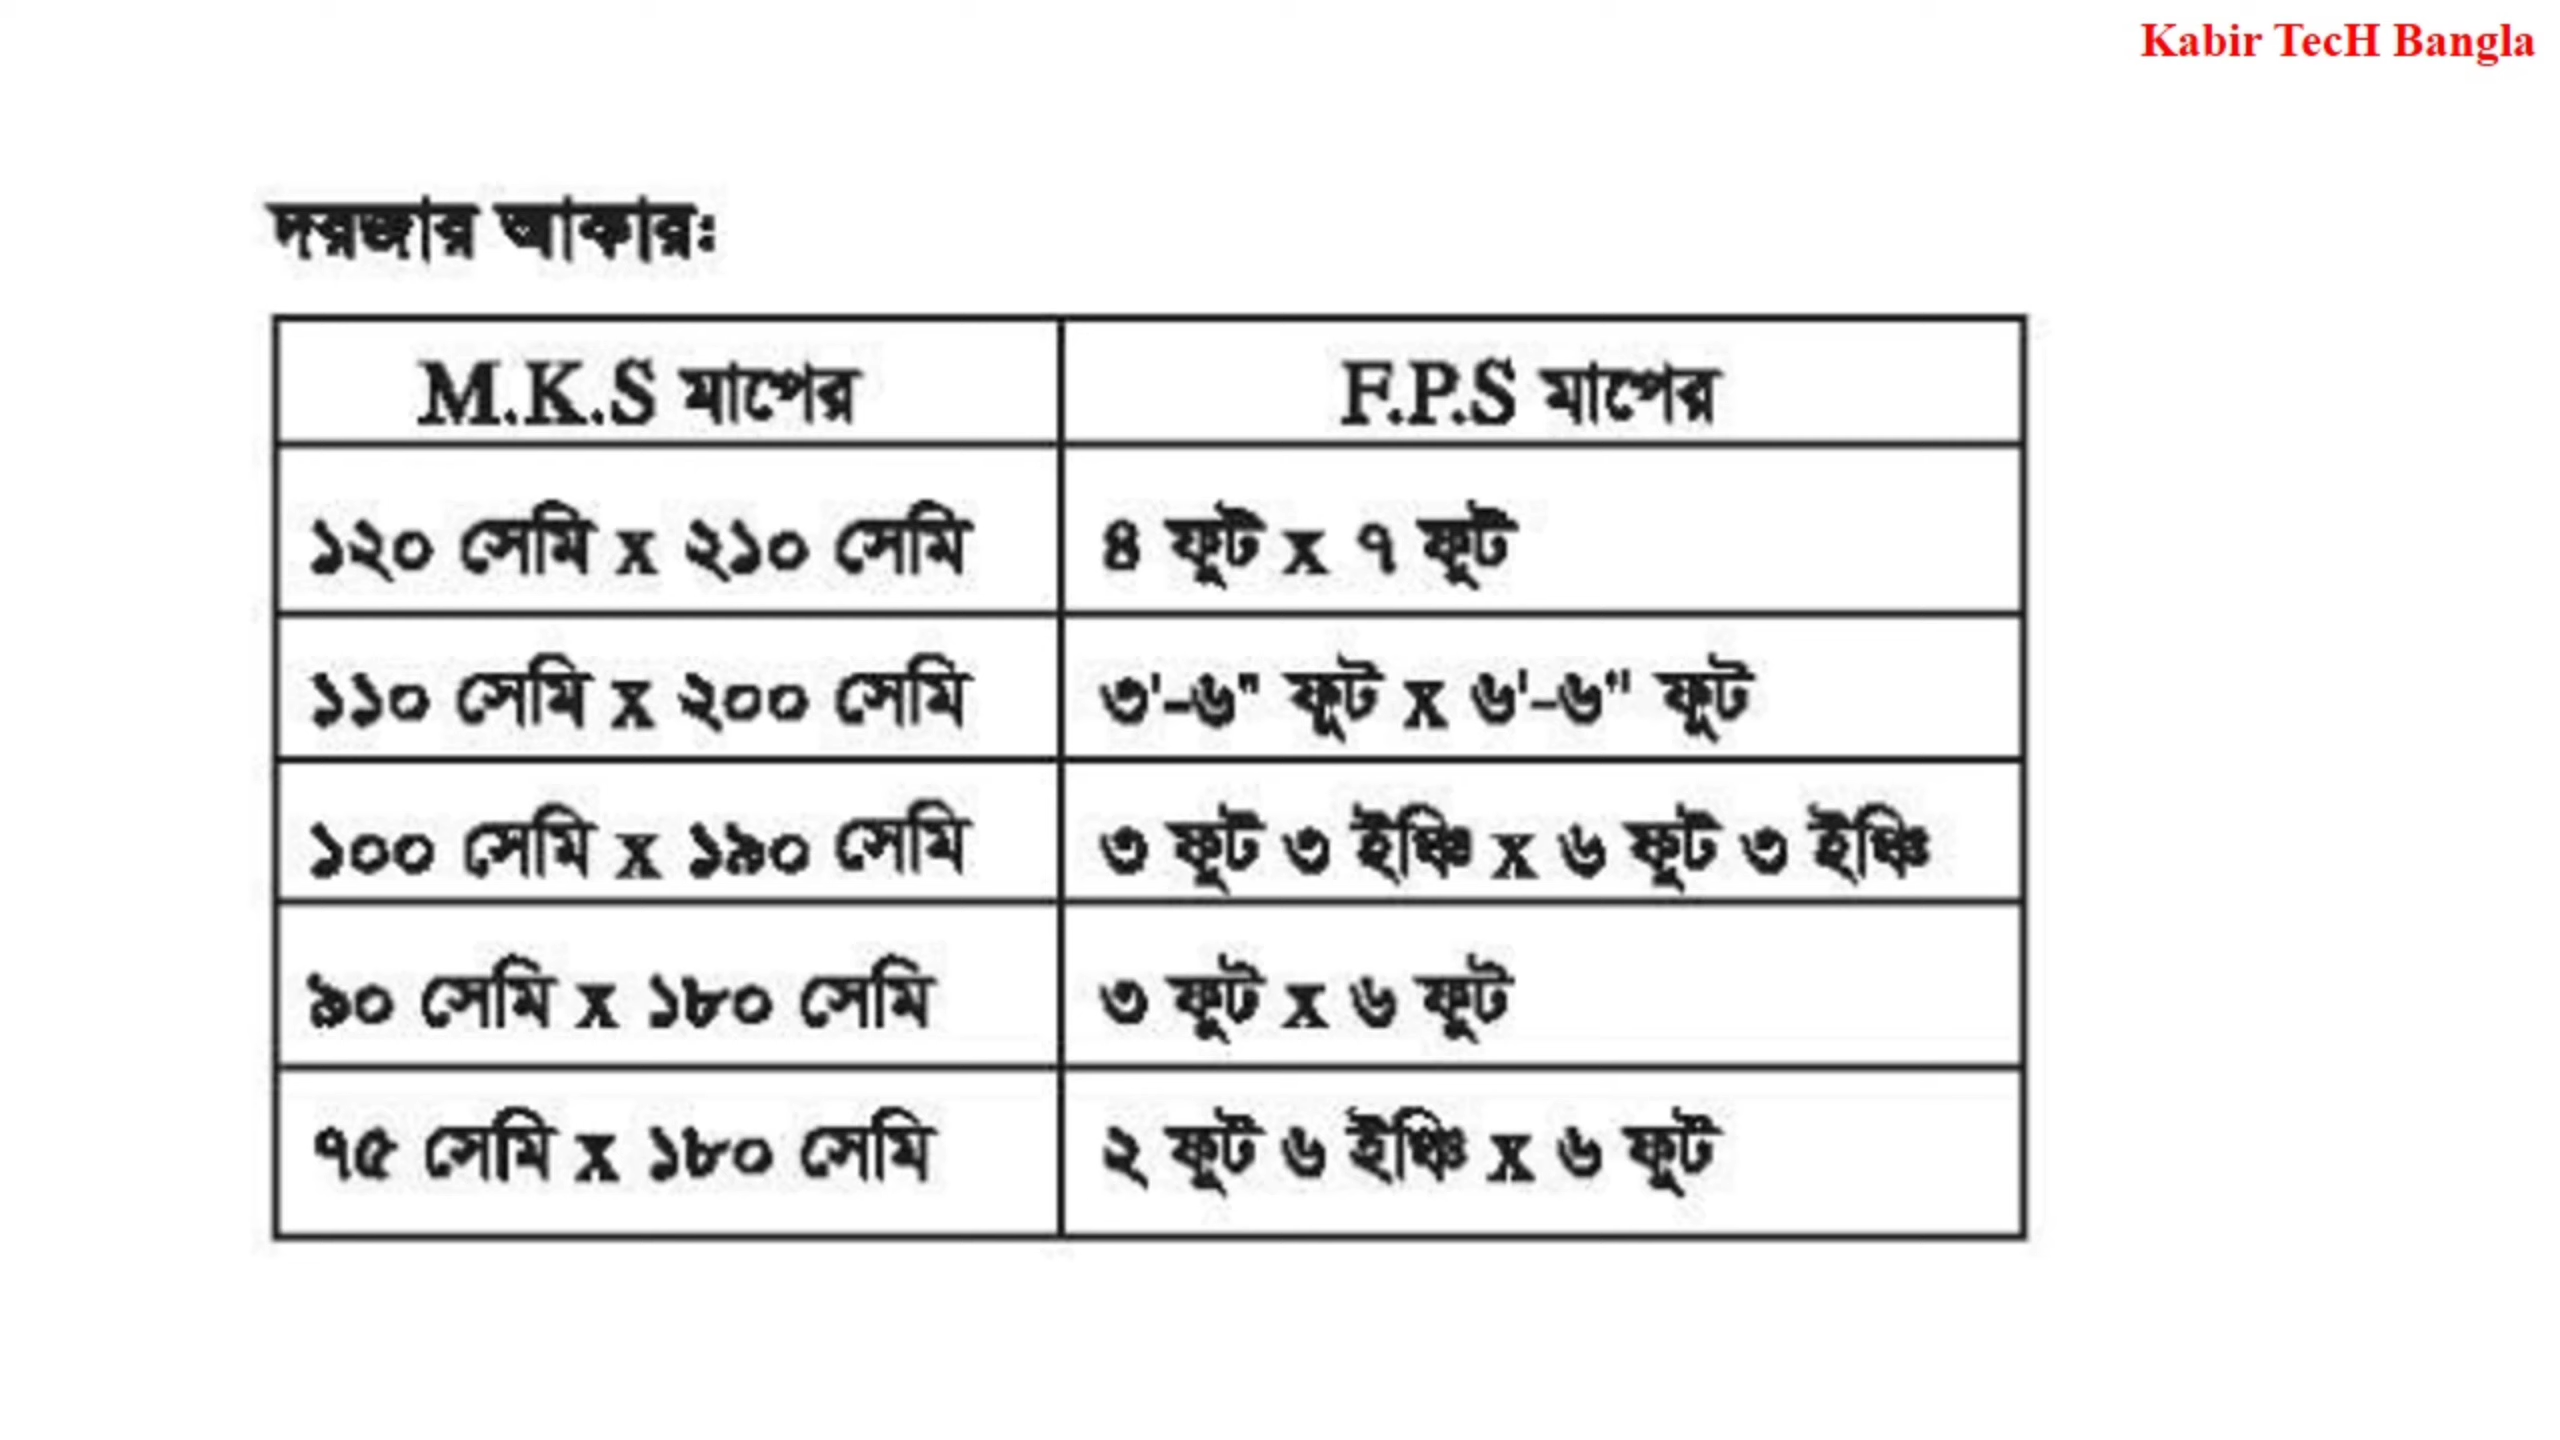 Kabir TecH Bangla
দরজার আকারঃ
M.K.S মাপের F.P.S মাপের
১২০ সেমি x ২১০ সেমি ৪ ফূট x ৭ ফূট
১১০ সেমি x ২০০ সেমি ৩'-৬" ফূট x ৬'-৬" ফূট
১০০ সেমি x ১৯০ সেমি ৩ ফূট ৩ ইঞ্চি x ৬ ফূট ৩ ইঞ্চি
৯০ সেমি x ১৮০ সেমি ৩ ফূট x ৬ ফূট
৭৫ সেমি x ১৮০ সেমি ২ ফূট ৬ ইঞ্চি x ৬ ফূট